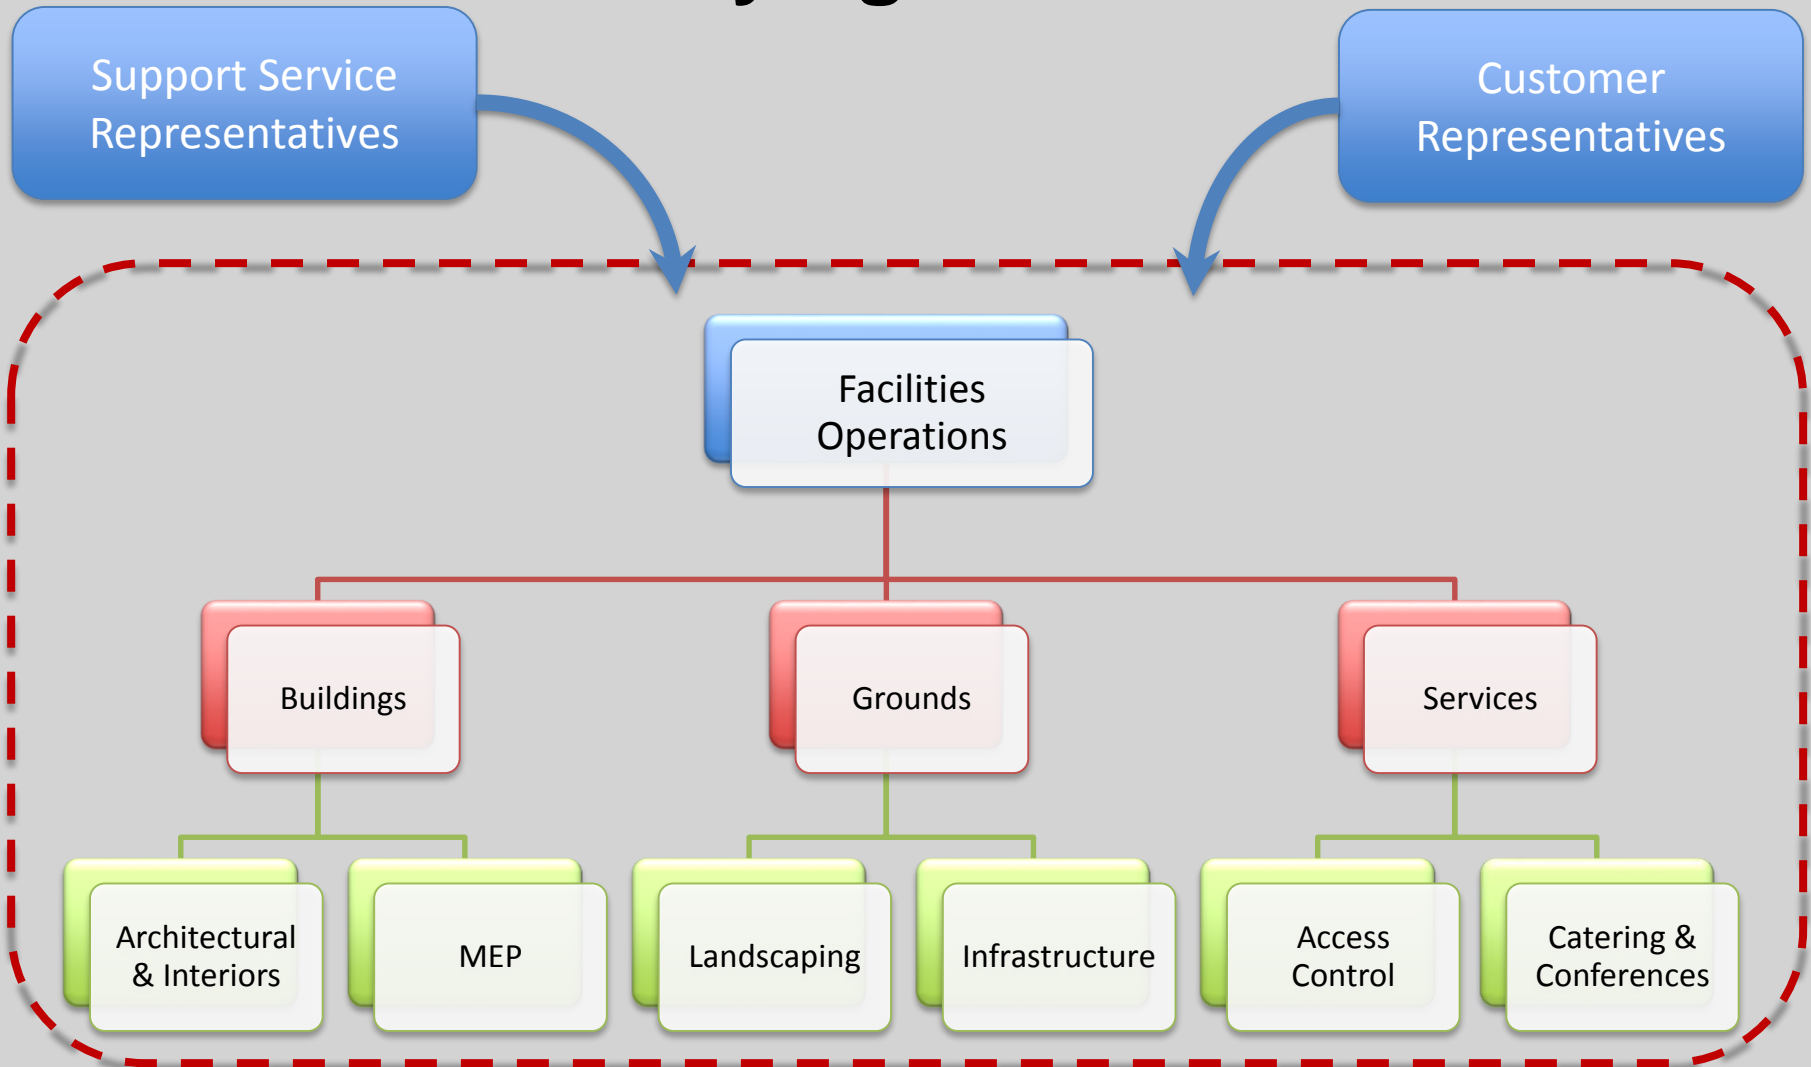 Support Service
Representatives
Customer
Representatives
Facilities
Operations
Buildings
Grounds
Services
Architectural
& Interiors
MEP
Landscaping
Infrastructure
Access
Control
Catering &
Conferences